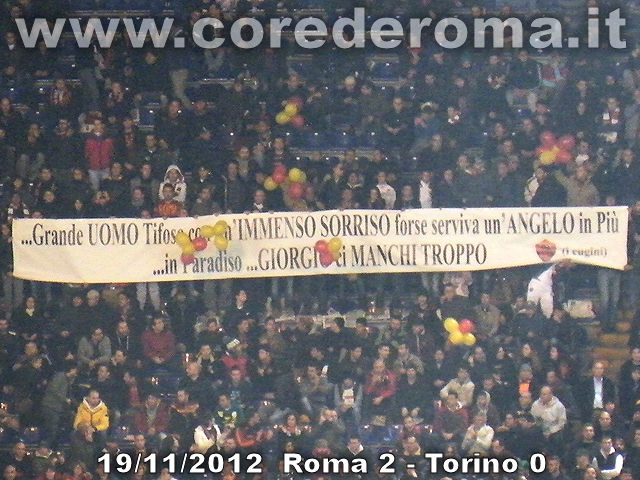 www.corederoma.it
...Grande UOMO Tifoso un'IMMENSO SORRISO forse serviva un'ANGELO in Più
...in Paradiso ...GIORGIO ci MANCHI TROPPO (i cugini)
19/11/2012 Roma 2 - Torino 0